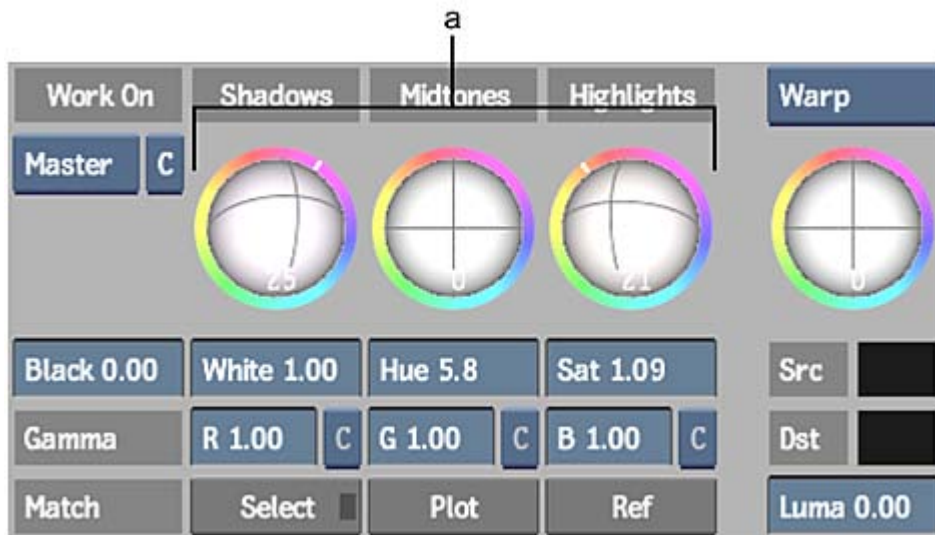 a
Work On Shadows Midtones Highlights Warp
Master C
25 0 21 0
Black 0.00 White 1.00 Hue 5.8 Sat 1.09 Src
Gamma R 1.00 C G 1.00 C B 1.00 C Dst
Match Select Plot Ref Luma 0.00